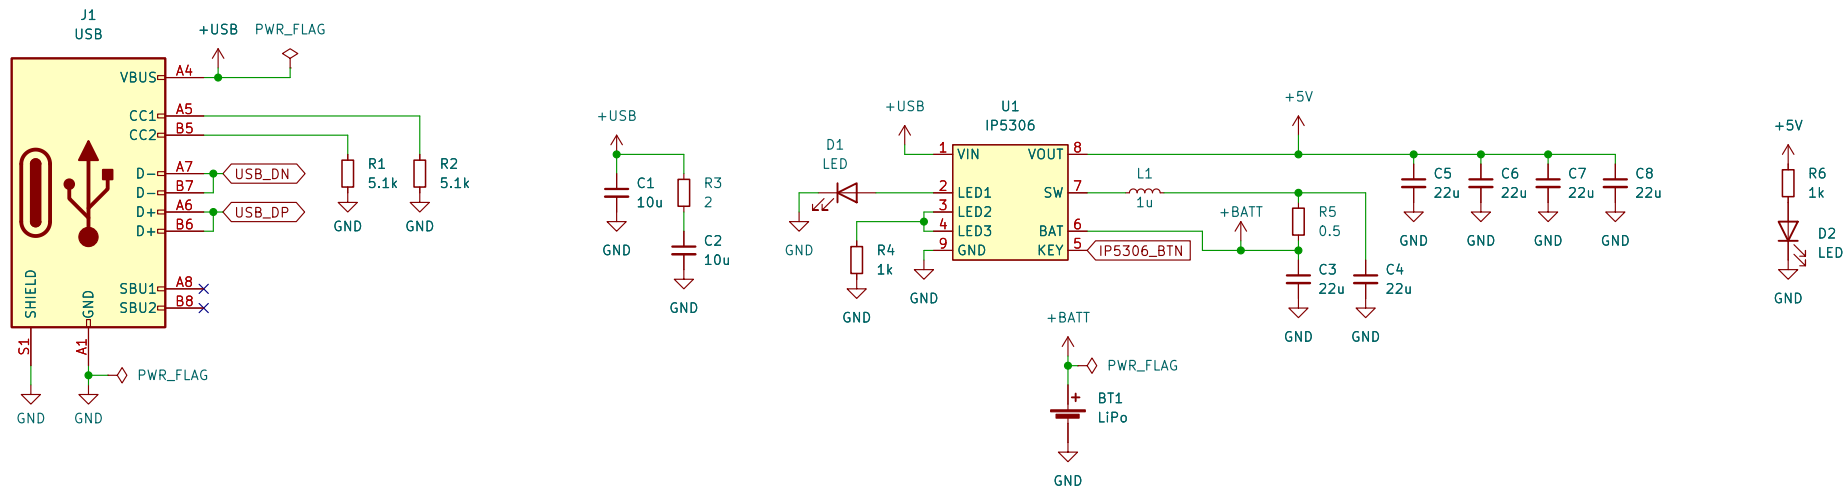 J1
USB
+USB
PWR_FLAG
VBUS
A4
CC1
A5
CC2
B5
D-
A7
D-
B7
D+
A6
D+
B6
SBU1
A8
SBU2
B8
SHIELD
GND
S1
A1
USB_DN
USB_DP
R1
5.1k
GND
R2
5.1k
GND
PWR_FLAG
GND
GND
+USB
C1
10u
GND
R3
2
C2
10u
GND
+USB
U1
IP5306
D1
LED
GND
1
VIN
2
LED1
3
LED2
4
LED3
9
GND
VOUT
8
SW
7
BAT
6
KEY
5
R4
1k
GND
GND
L1
1u
+BATT
IP5306_BTN
+5V
R5
0.5
C3
22u
GND
C4
22u
GND
C5
22u
GND
C6
22u
GND
C7
22u
GND
C8
22u
GND
+BATT
PWR_FLAG
+
BT1
LiPo
GND
+5V
R6
1k
D2
LED
GND